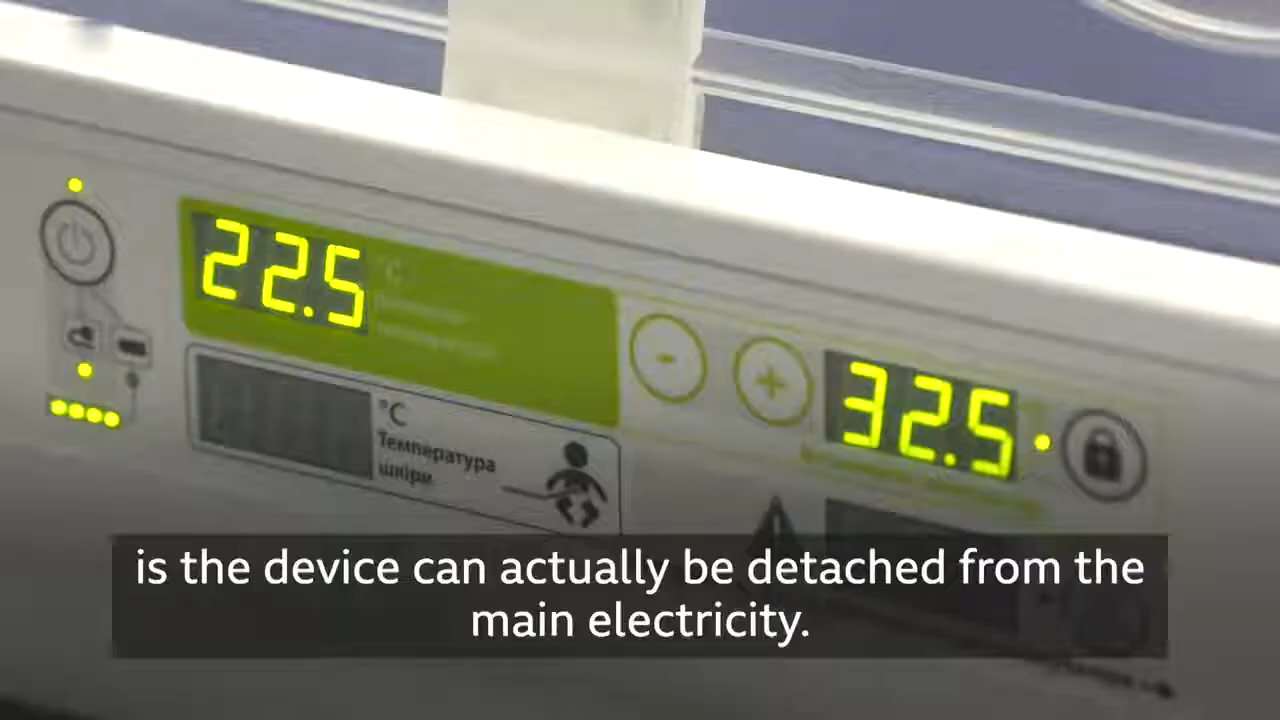 22.5
°C
32.5
°C
Температура
шкіри
is the device can actually be detached from the
main electricity.